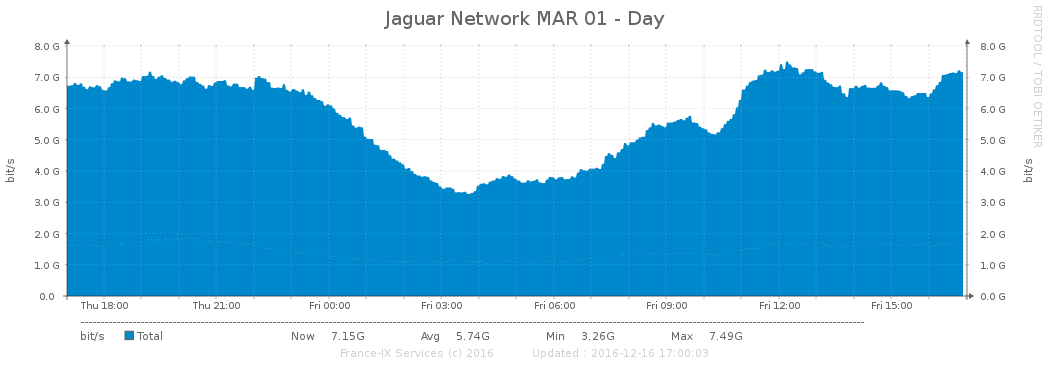 Jaguar Network MAR 01 - Day
RRDTOOL / TOBI OETIKER
bit/s
8.0 G
7.0 G
6.0 G
5.0 G
4.0 G
3.0 G
2.0 G
1.0 G
0.0
8.0 G
7.0 G
6.0 G
5.0 G
4.0 G
3.0 G
2.0 G
1.0 G
0.0 G
bit/s
Thu 18:00 Thu 21:00 Fri 00:00 Fri 03:00 Fri 06:00 Fri 09:00 Fri 12:00 Fri 15:00
bit/s Total Now 7.15G Avg 5.74G Min 3.26G Max 7.49G
France-IX Services (c) 2016 Updated : 2016-12-16 17:00:03